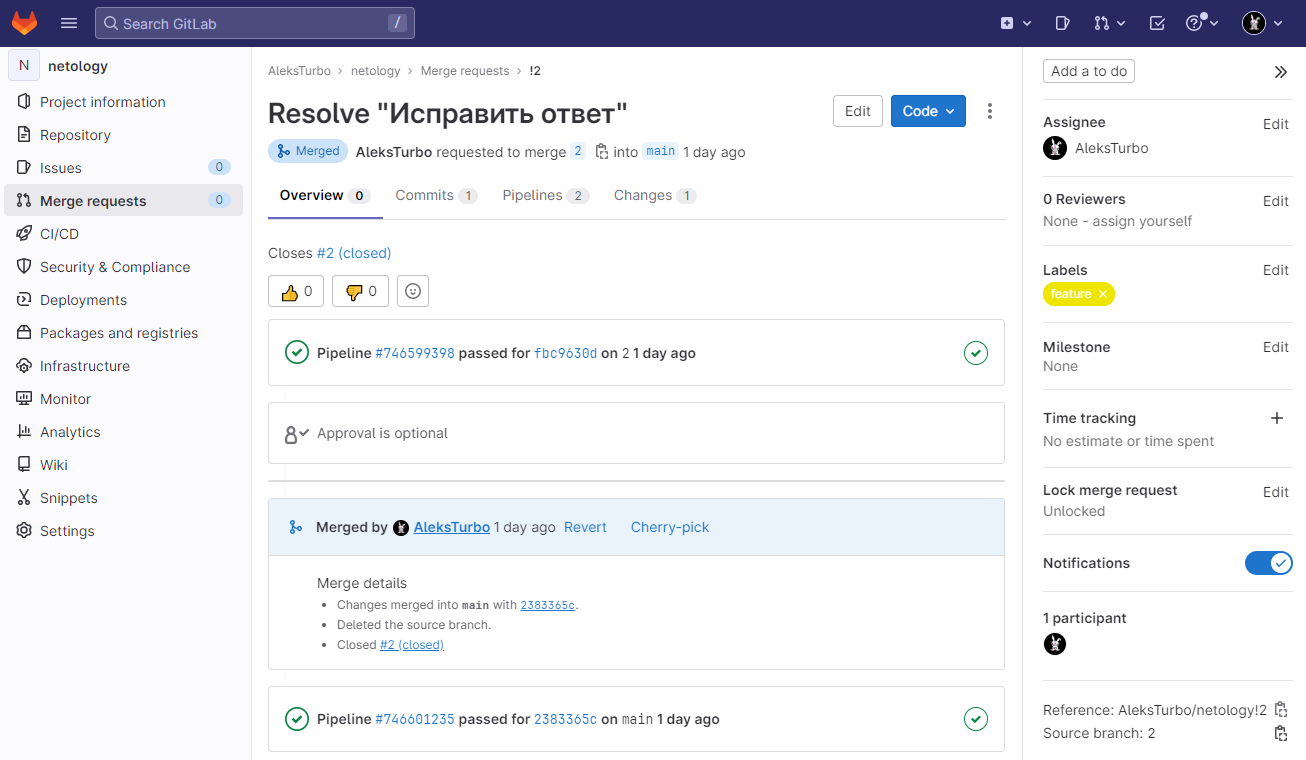 Search GitLab /
N netology
Project information
Repository
Issues 0
Merge requests 0
CI/CD
Security & Compliance
Deployments
Packages and registries
Infrastructure
Monitor
Analytics
Wiki
Snippets
Settings
AleksTurbo › netology › Merge requests › !2
Resolve "Исправить ответ"
Edit
Code
Merged AleksTurbo requested to merge 2 into main 1 day ago
Overview 0 Commits 1 Pipelines 2 Changes 1
Closes #2 (closed)
0 0
Pipeline #746599398 passed for fbc9630d on 2 1 day ago
Approval is optional
Merged by AleksTurbo 1 day ago Revert Cherry-pick
Merge details
Changes merged into main with 2383365c.
Deleted the source branch.
Closed #2 (closed)
Pipeline #746601235 passed for 2383365c on main 1 day ago
Add a to do
Assignee Edit
AleksTurbo
0 Reviewers Edit
None - assign yourself
Labels Edit
feature ×
Milestone Edit
None
Time tracking +
No estimate or time spent
Lock merge request Edit
Unlocked
Notifications
1 participant
Reference: AleksTurbo/netology!2
Source branch: 2